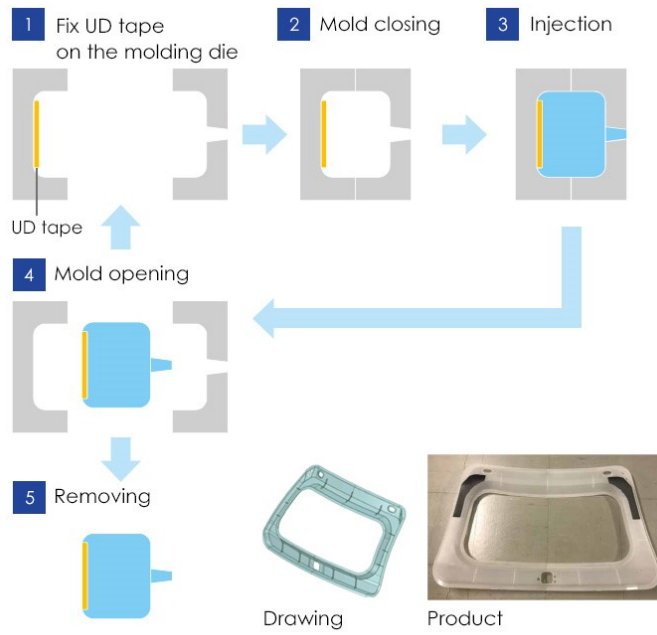 1 Fix UD tape
on the molding die
2 Mold closing
3 Injection
UD tape
4 Mold opening
5 Removing
Drawing
Product